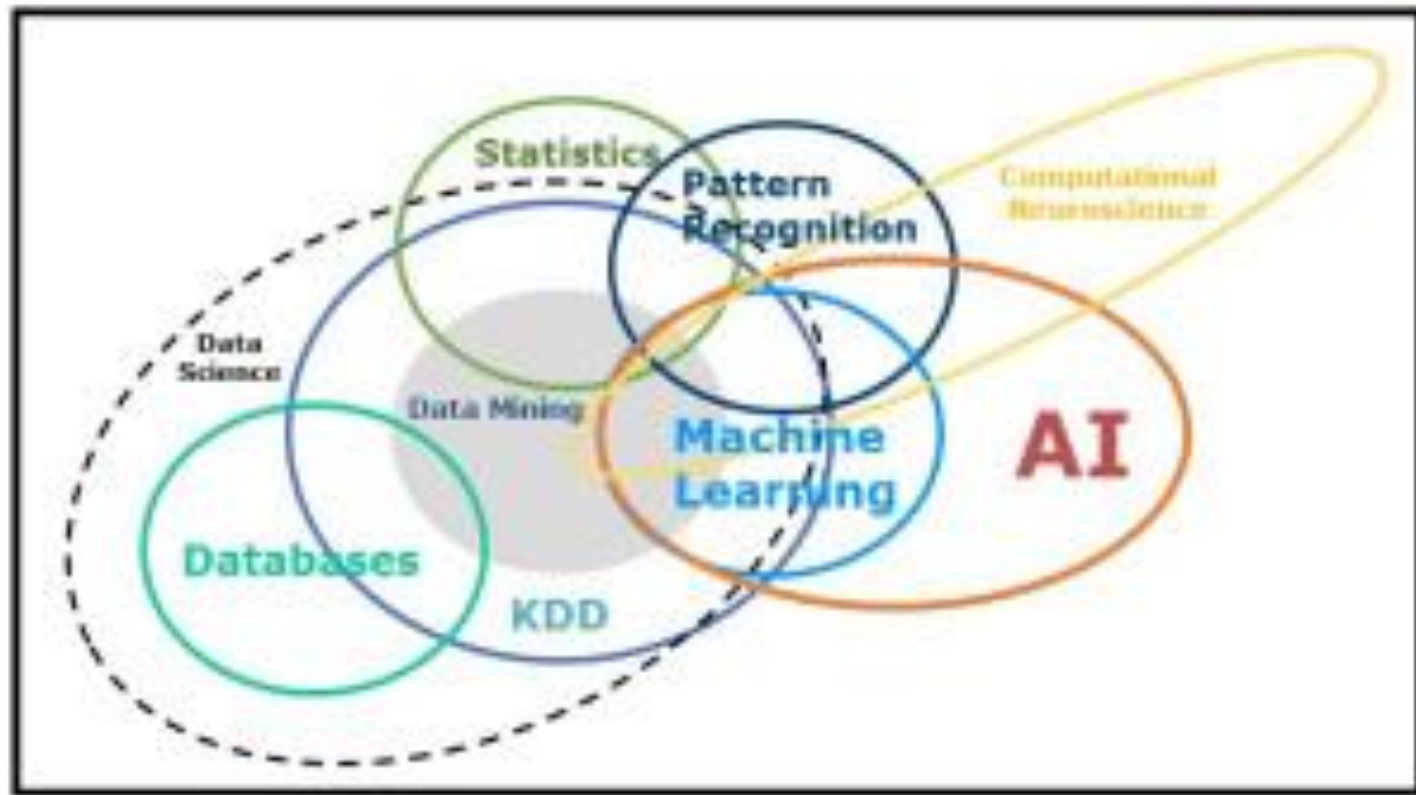 Statistics
Pattern
Recognition
Computational
Neuroscience
Data
Science
Data Mining
Machine
Learning
AI
Databases
KDD